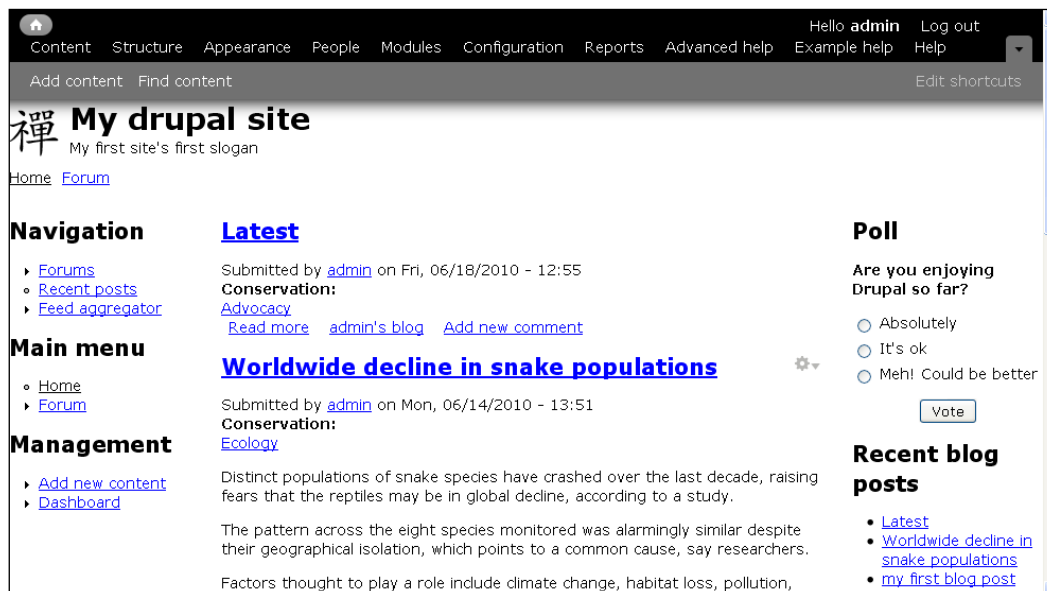 Hello admin Log out
Content Structure Appearance People Modules Configuration Reports Advanced help Example help Help
Add content Find content Edit shortcuts
禪 My drupal site
My first site's first slogan
Home Forum
Navigation
Forums
Recent posts
Feed aggregator
Main menu
Home
Forum
Management
Add new content
Dashboard
Latest
Submitted by admin on Fri, 06/18/2010 - 12:55
Conservation:
Advocacy
Read more admin's blog Add new comment
Worldwide decline in snake populations
Submitted by admin on Mon, 06/14/2010 - 13:51
Conservation:
Ecology
Distinct populations of snake species have crashed over the last decade, raising
fears that the reptiles may be in global decline, according to a study.
The pattern across the eight species monitored was alarmingly similar despite
their geographical isolation, which points to a common cause, say researchers.
Factors thought to play a role include climate change, habitat loss, pollution,
Poll
Are you enjoying
Drupal so far?
Absolutely
It's ok
Meh! Could be better
Vote
Recent blog
posts
Latest
Worldwide decline in
snake populations
my first blog post